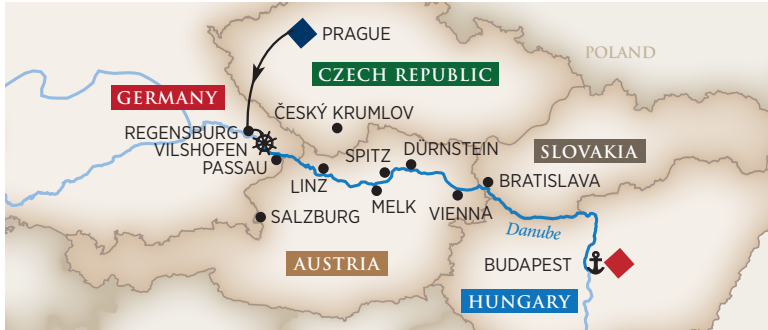 PRAGUE
POLAND
CZECH REPUBLIC
GERMANY
ČESKÝ KRUMLOV
REGENSBURG
VILSHOFEN
PASSAU
SPITZ
DÜRNSTEIN
SLOVAKIA
LINZ
BRATISLAVA
MELK
VIENNA
SALZBURG
Danube
AUSTRIA
BUDAPEST
HUNGARY